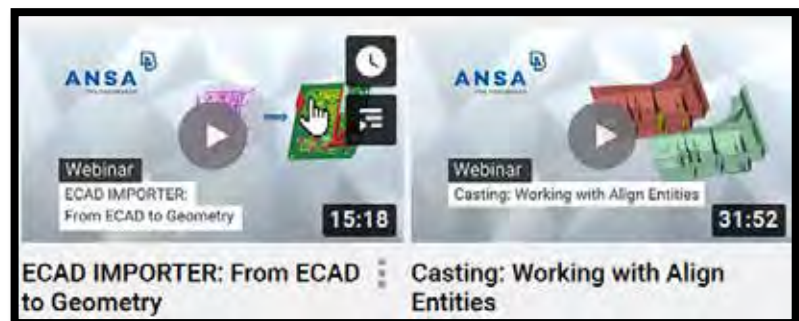 ANSA
Webinar
ECAD IMPORTER:
From ECAD to Geometry
15:18
ECAD IMPORTER: From ECAD
to Geometry
ANSA
Webinar
Casting: Working with Align Entities
31:52
Casting: Working with Align
Entities